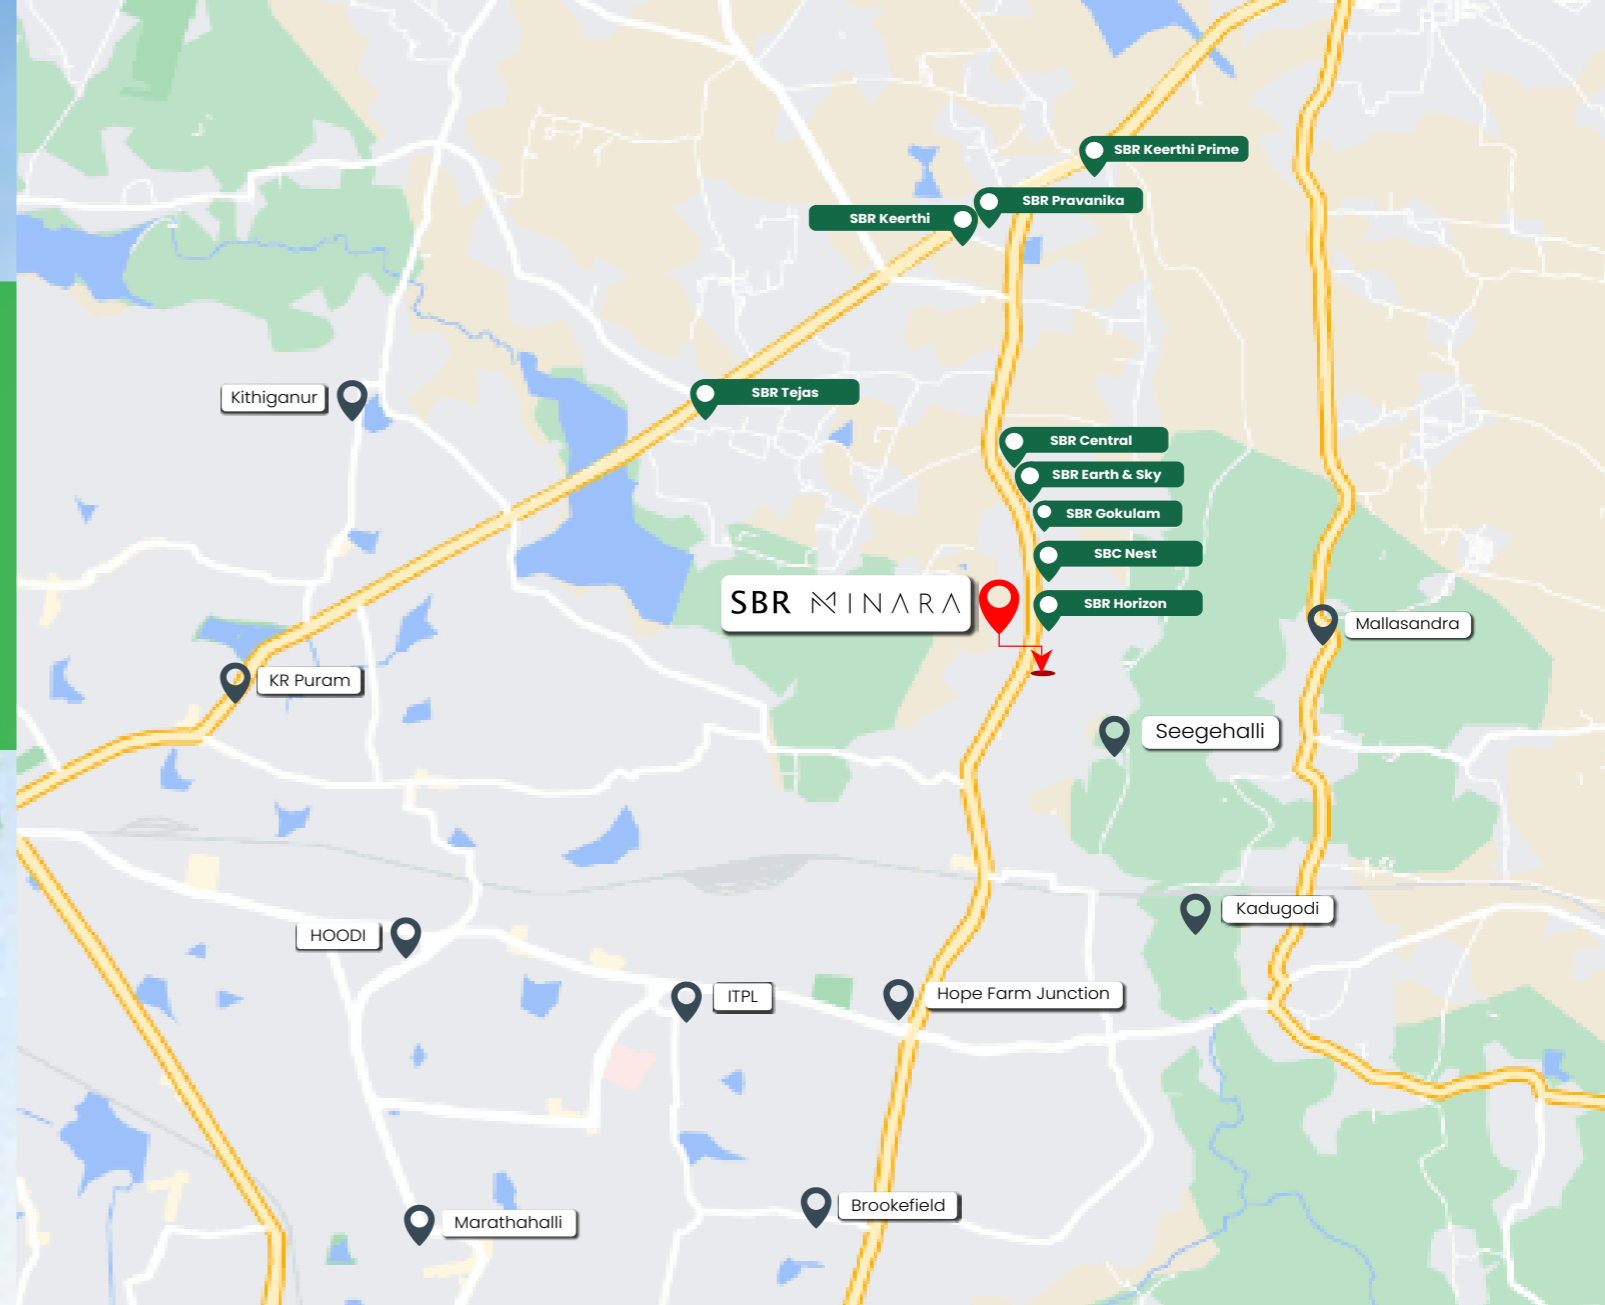 SBR Keerthi Prime
SBR Pravanika
SBR Keerthi
SBR Tejas
Kithiganur
SBR Central
SBR Earth & Sky
SBR Gokulam
SBC Nest
SBR MINARA
SBR Horizon
Mallasandra
KR Puram
Seegehalli
Kadugodi
HOODI
ITPL
Hope Farm Junction
Brookefield
Marathahalli